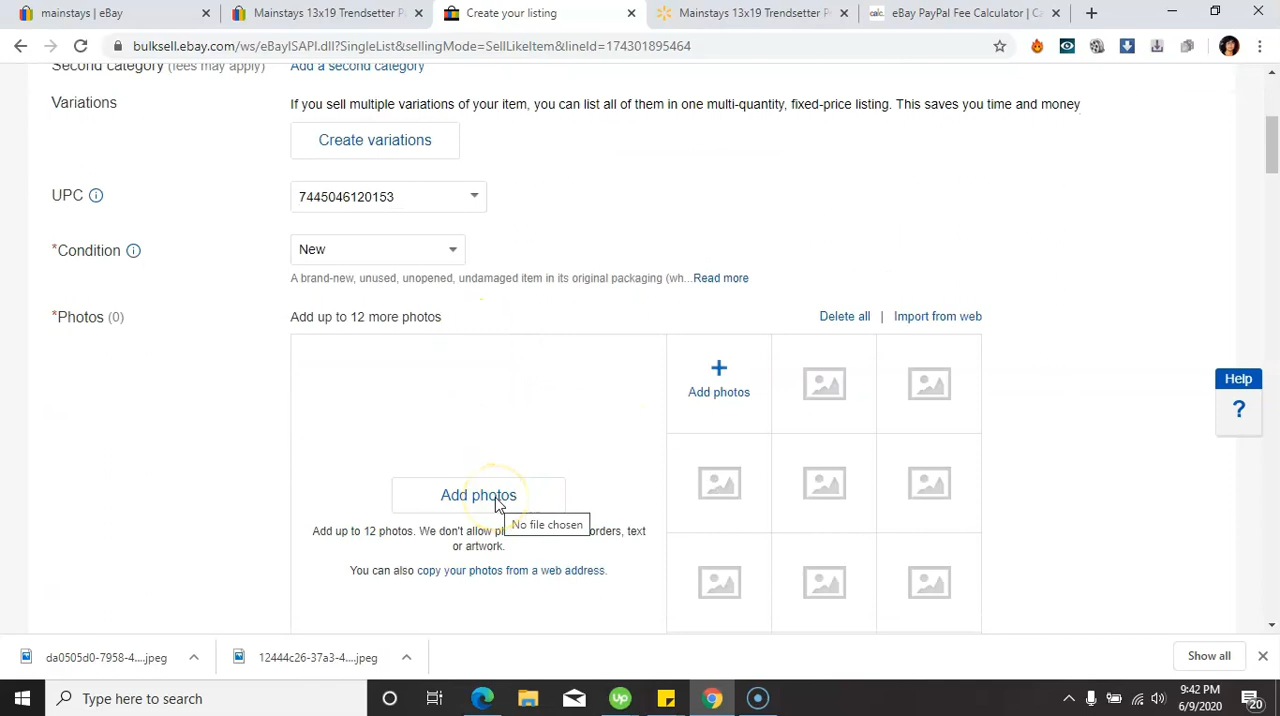 mainstays | eBay
Mainstays 13x19 Trendsetter P
Create your listing
Mainstays 13x19 Trendsetter P
calc.
eBay PayPal Fee Calculator | Ca
bulksell.ebay.com/ws/eBayISAPI.dll?SingleList&sellingMode=SellLikeItem&lineId=174301895464
Second category (fees may apply)
Add a second category
Variations
If you sell multiple variations of your item, you can list all of them in one multi-quantity, fixed-price listing. This saves you time and money
Create variations
UPC
7445046120153
*Condition
New
A brand-new, unused, unopened, undamaged item in its original packaging (wh...Read more
*Photos (0)
Add up to 12 more photos
Delete all | Import from web
Add photos
Help
?
Add photos
No file chosen
Add up to 12 photos. We don't allow pl orders, text
or artwork.
You can also copy your photos from a web address.
da0505d0-7958-4....jpeg
12444c26-37a3-4....jpeg
Show all
Type here to search
Up
9:42 PM
6/9/2020
20